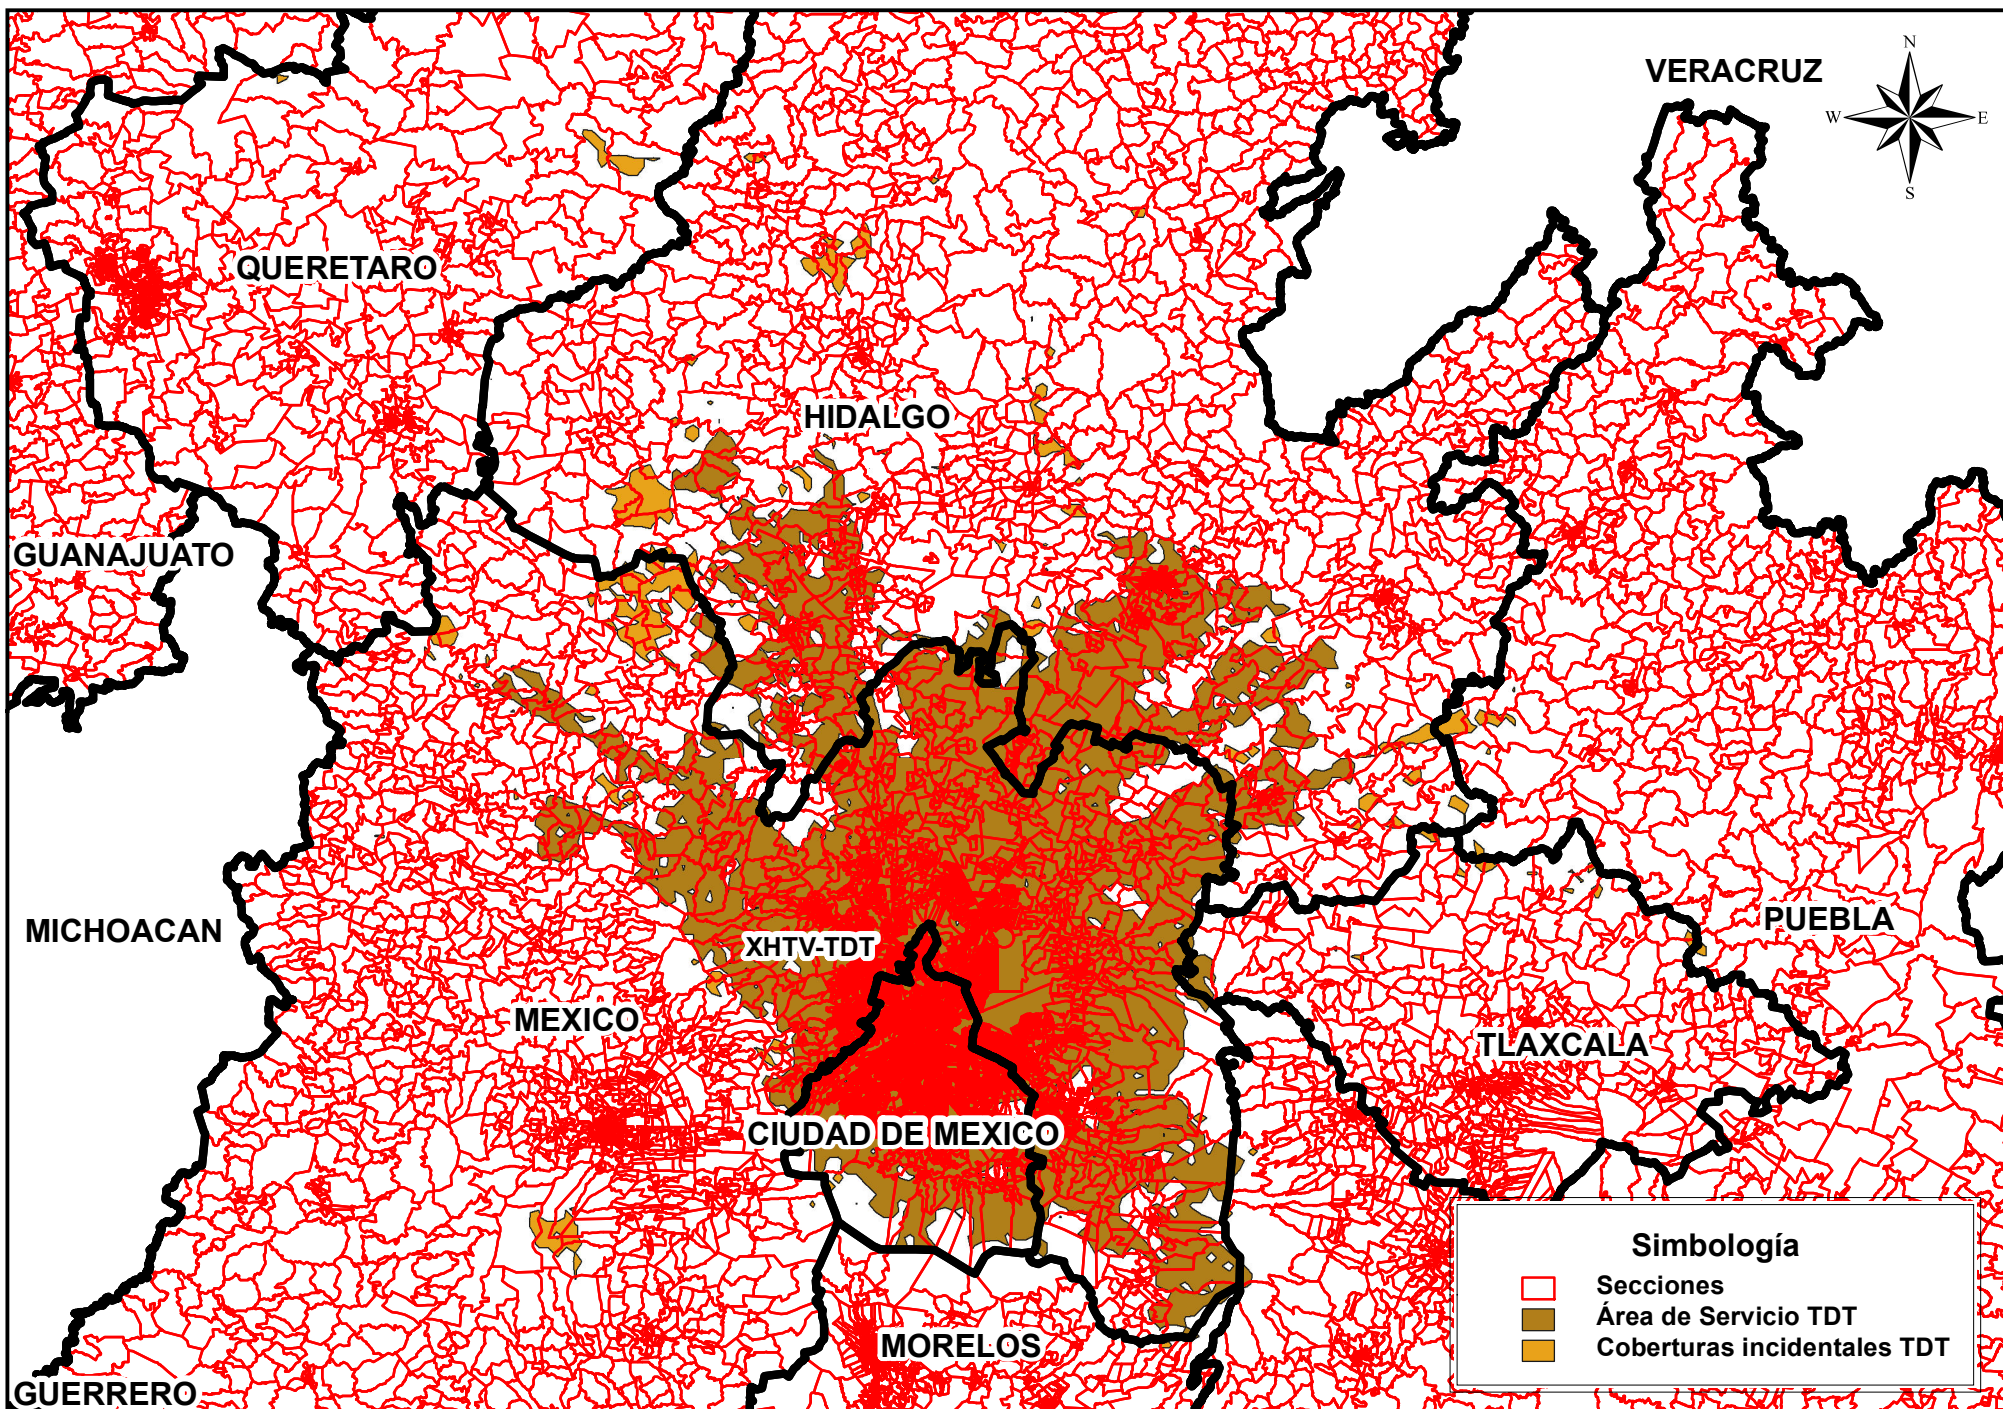 N
VERACRUZ
W
E
S
QUERETARO
HIDALGO
GUANAJUATO
MICHOACAN
PUEBLA
XHTV-TDT
MEXICO
TLAXCALA
CIUDAD DE MEXICO
Simbología
Secciones
Área de Servicio TDT
Coberturas incidentales TDT
MORELOS
GUERRERO